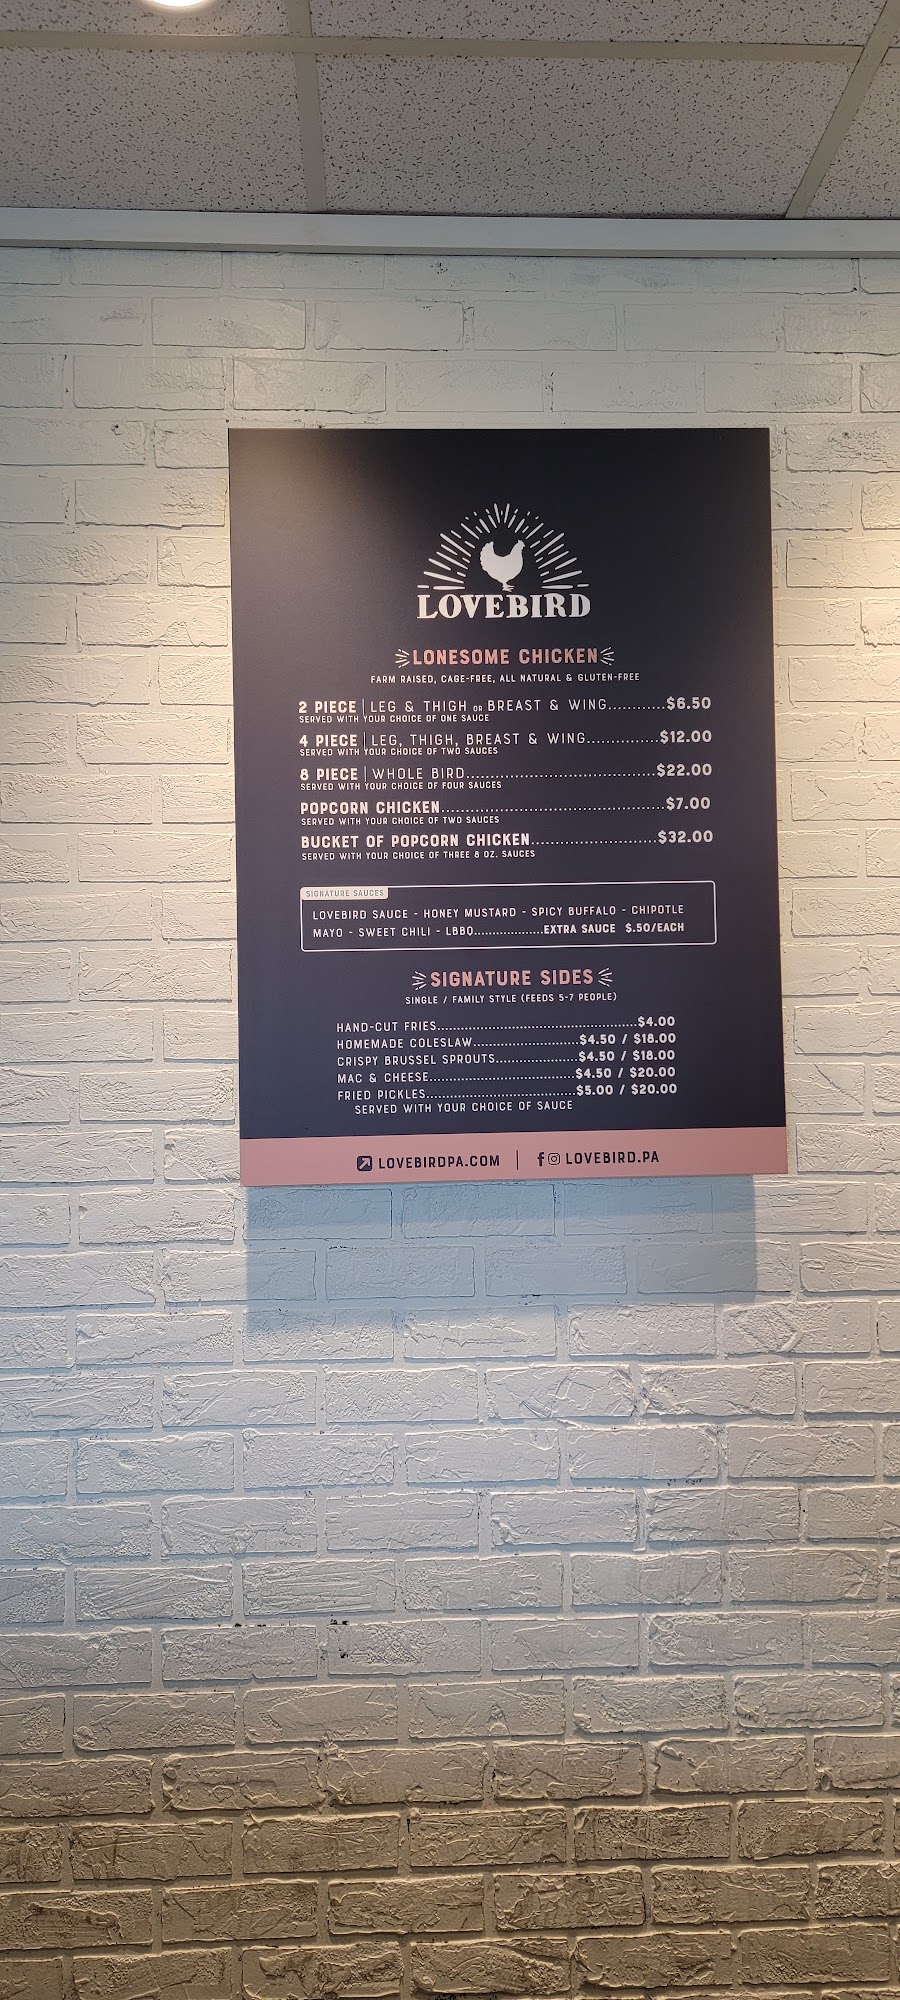 LOVEBIRD
LONESOME CHICKEN
FARM RAISED, CAGE-FREE, ALL NATURAL & GLUTEN-FREE
2 PIECE | LEG & THIGH OR BREAST & WING............$6.50
SERVED WITH YOUR CHOICE OF ONE SAUCE
4 PIECE | LEG, THIGH, BREAST & WING...............$12.00
SERVED WITH YOUR CHOICE OF TWO SAUCES
8 PIECE | WHOLE BIRD.......................................$22.00
SERVED WITH YOUR CHOICE OF FOUR SAUCES
POPCORN CHICKEN.............................................$7.00
SERVED WITH YOUR CHOICE OF TWO SAUCES
BUCKET OF POPCORN CHICKEN.........................$32.00
SERVED WITH YOUR CHOICE OF THREE 8 OZ. SAUCES
SIGNATURE SAUCES
LOVEBIRD SAUCE - HONEY MUSTARD - SPICY BUFFALO - CHIPOTLE
MAYO - SWEET CHILI - LBBQ..................EXTRA SAUCE $.50/EACH
SIGNATURE SIDES
SINGLE / FAMILY STYLE (FEEDS 5-7 PEOPLE)
HAND-CUT FRIES................................................$4.00
HOMEMADE COLESLAW.........................$4.50 / $18.00
CRISPY BRUSSEL SPROUTS...................$4.50 / $18.00
MAC & CHEESE..................................$4.50 / $20.00
FRIED PICKLES...................................$5.00 / $20.00
SERVED WITH YOUR CHOICE OF SAUCE
LOVEBIRDPA.COM | f LOVEBIRD.PA